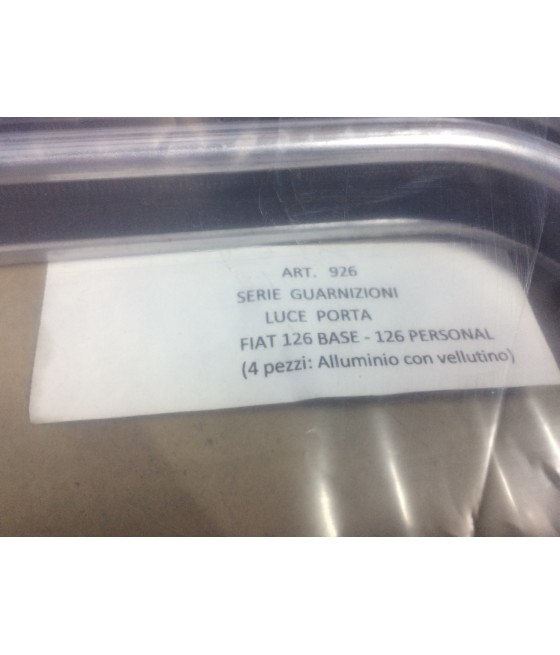 ART. 926
SERIE GUARNIZIONI
LUCE PORTA
FIAT 126 BASE - 126 PERSONAL
(4 pezzi: Alluminio con vellutino)